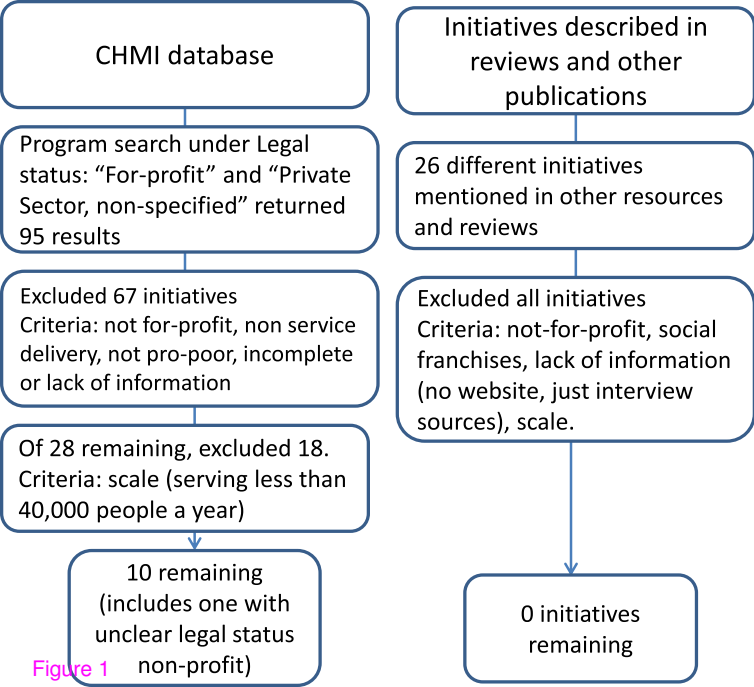 CHMI database
Program search under Legal
status: “For-profit” and “Private
Sector, non-specified” returned
95 results
Excluded 67 initiatives
Criteria: not for-profit, non service
delivery, not pro-poor, incomplete
or lack of information
Of 28 remaining, excluded 18.
Criteria: scale (serving less than
40,000 people a year)
10 remaining
(includes one with
unclear legal status
non-profit)
Initiatives described in
reviews and other
publications
26 different initiatives
mentioned in other resources
and reviews
Excluded all initiatives
Criteria: not-for-profit, social
franchises, lack of information
(no website, just interview
sources), scale.
0 initiatives
remaining
Figure 1